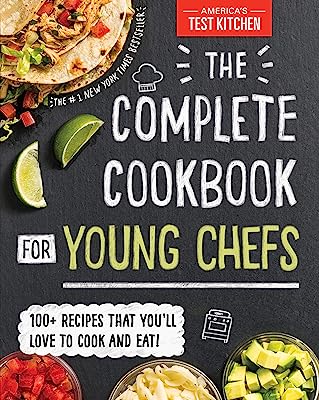 AMERICA'S
TEST KITCHEN
THE #1 NEW YORK TIMES BESTSELLER
THE
COMPLETE
COOKBOOK
FOR YOUNG CHEFS
100+ RECIPES THAT YOU'LL
LOVE TO COOK AND EAT!